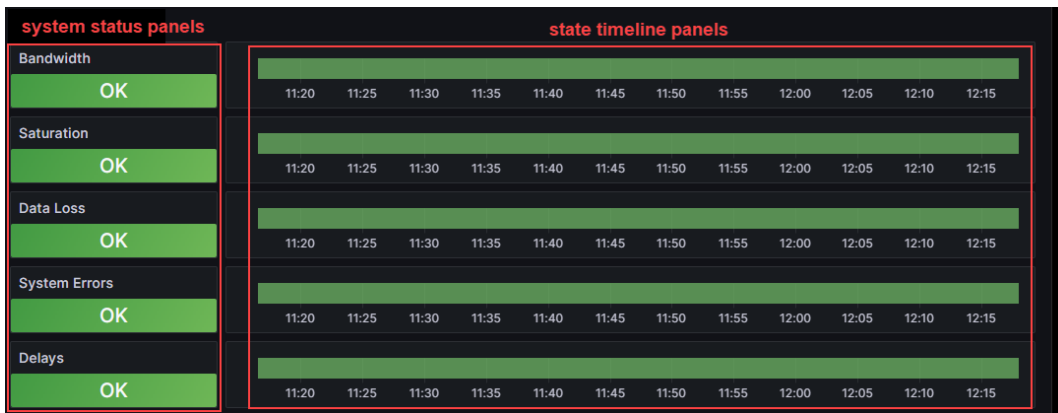 system status panels state timeline panels
Bandwidth
OK
11:20 11:25 11:30 11:35 11:40 11:45 11:50 11:55 12:00 12:05 12:10 12:15
Saturation
OK
11:20 11:25 11:30 11:35 11:40 11:45 11:50 11:55 12:00 12:05 12:10 12:15
Data Loss
OK
11:20 11:25 11:30 11:35 11:40 11:45 11:50 11:55 12:00 12:05 12:10 12:15
System Errors
OK
11:20 11:25 11:30 11:35 11:40 11:45 11:50 11:55 12:00 12:05 12:10 12:15
Delays
OK
11:20 11:25 11:30 11:35 11:40 11:45 11:50 11:55 12:00 12:05 12:10 12:15